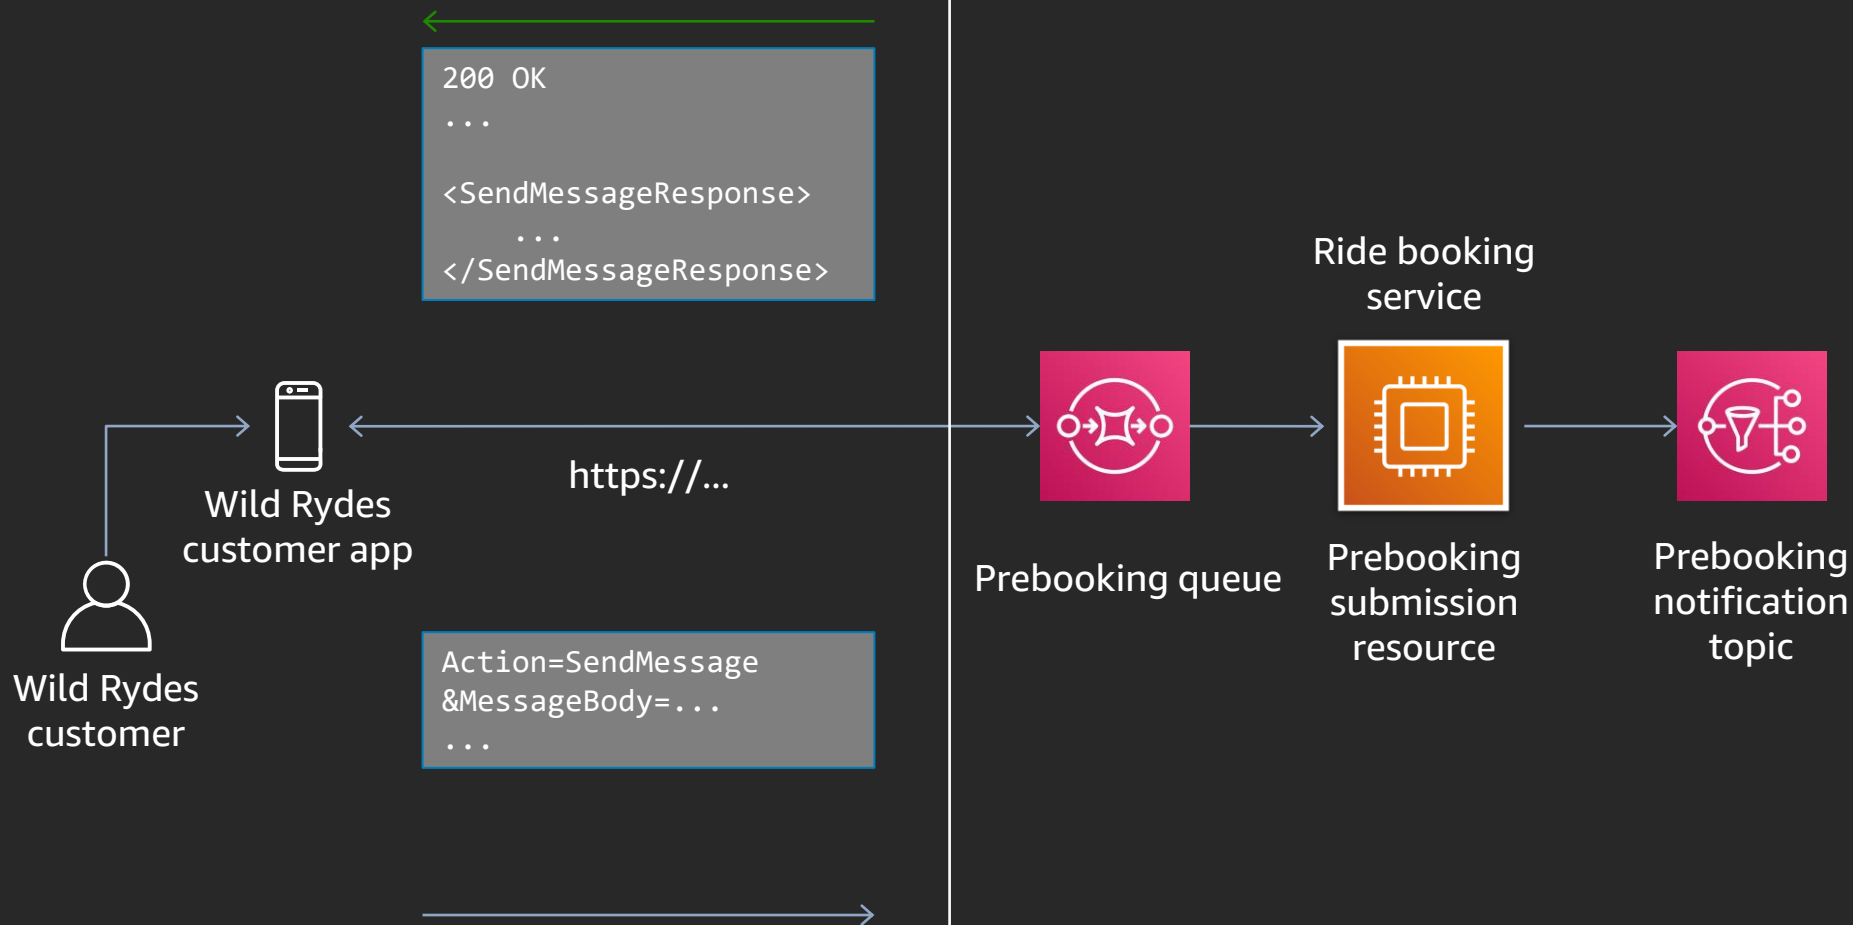 200 OK
...
<SendMessageResponse>
...
</SendMessageResponse>
Ride booking
service
https://...
Wild Rydes
customer app
Prebooking queue
Prebooking
submission
resource
Prebooking
notification
topic
Action=SendMessage
&MessageBody=...
...
Wild Rydes
customer